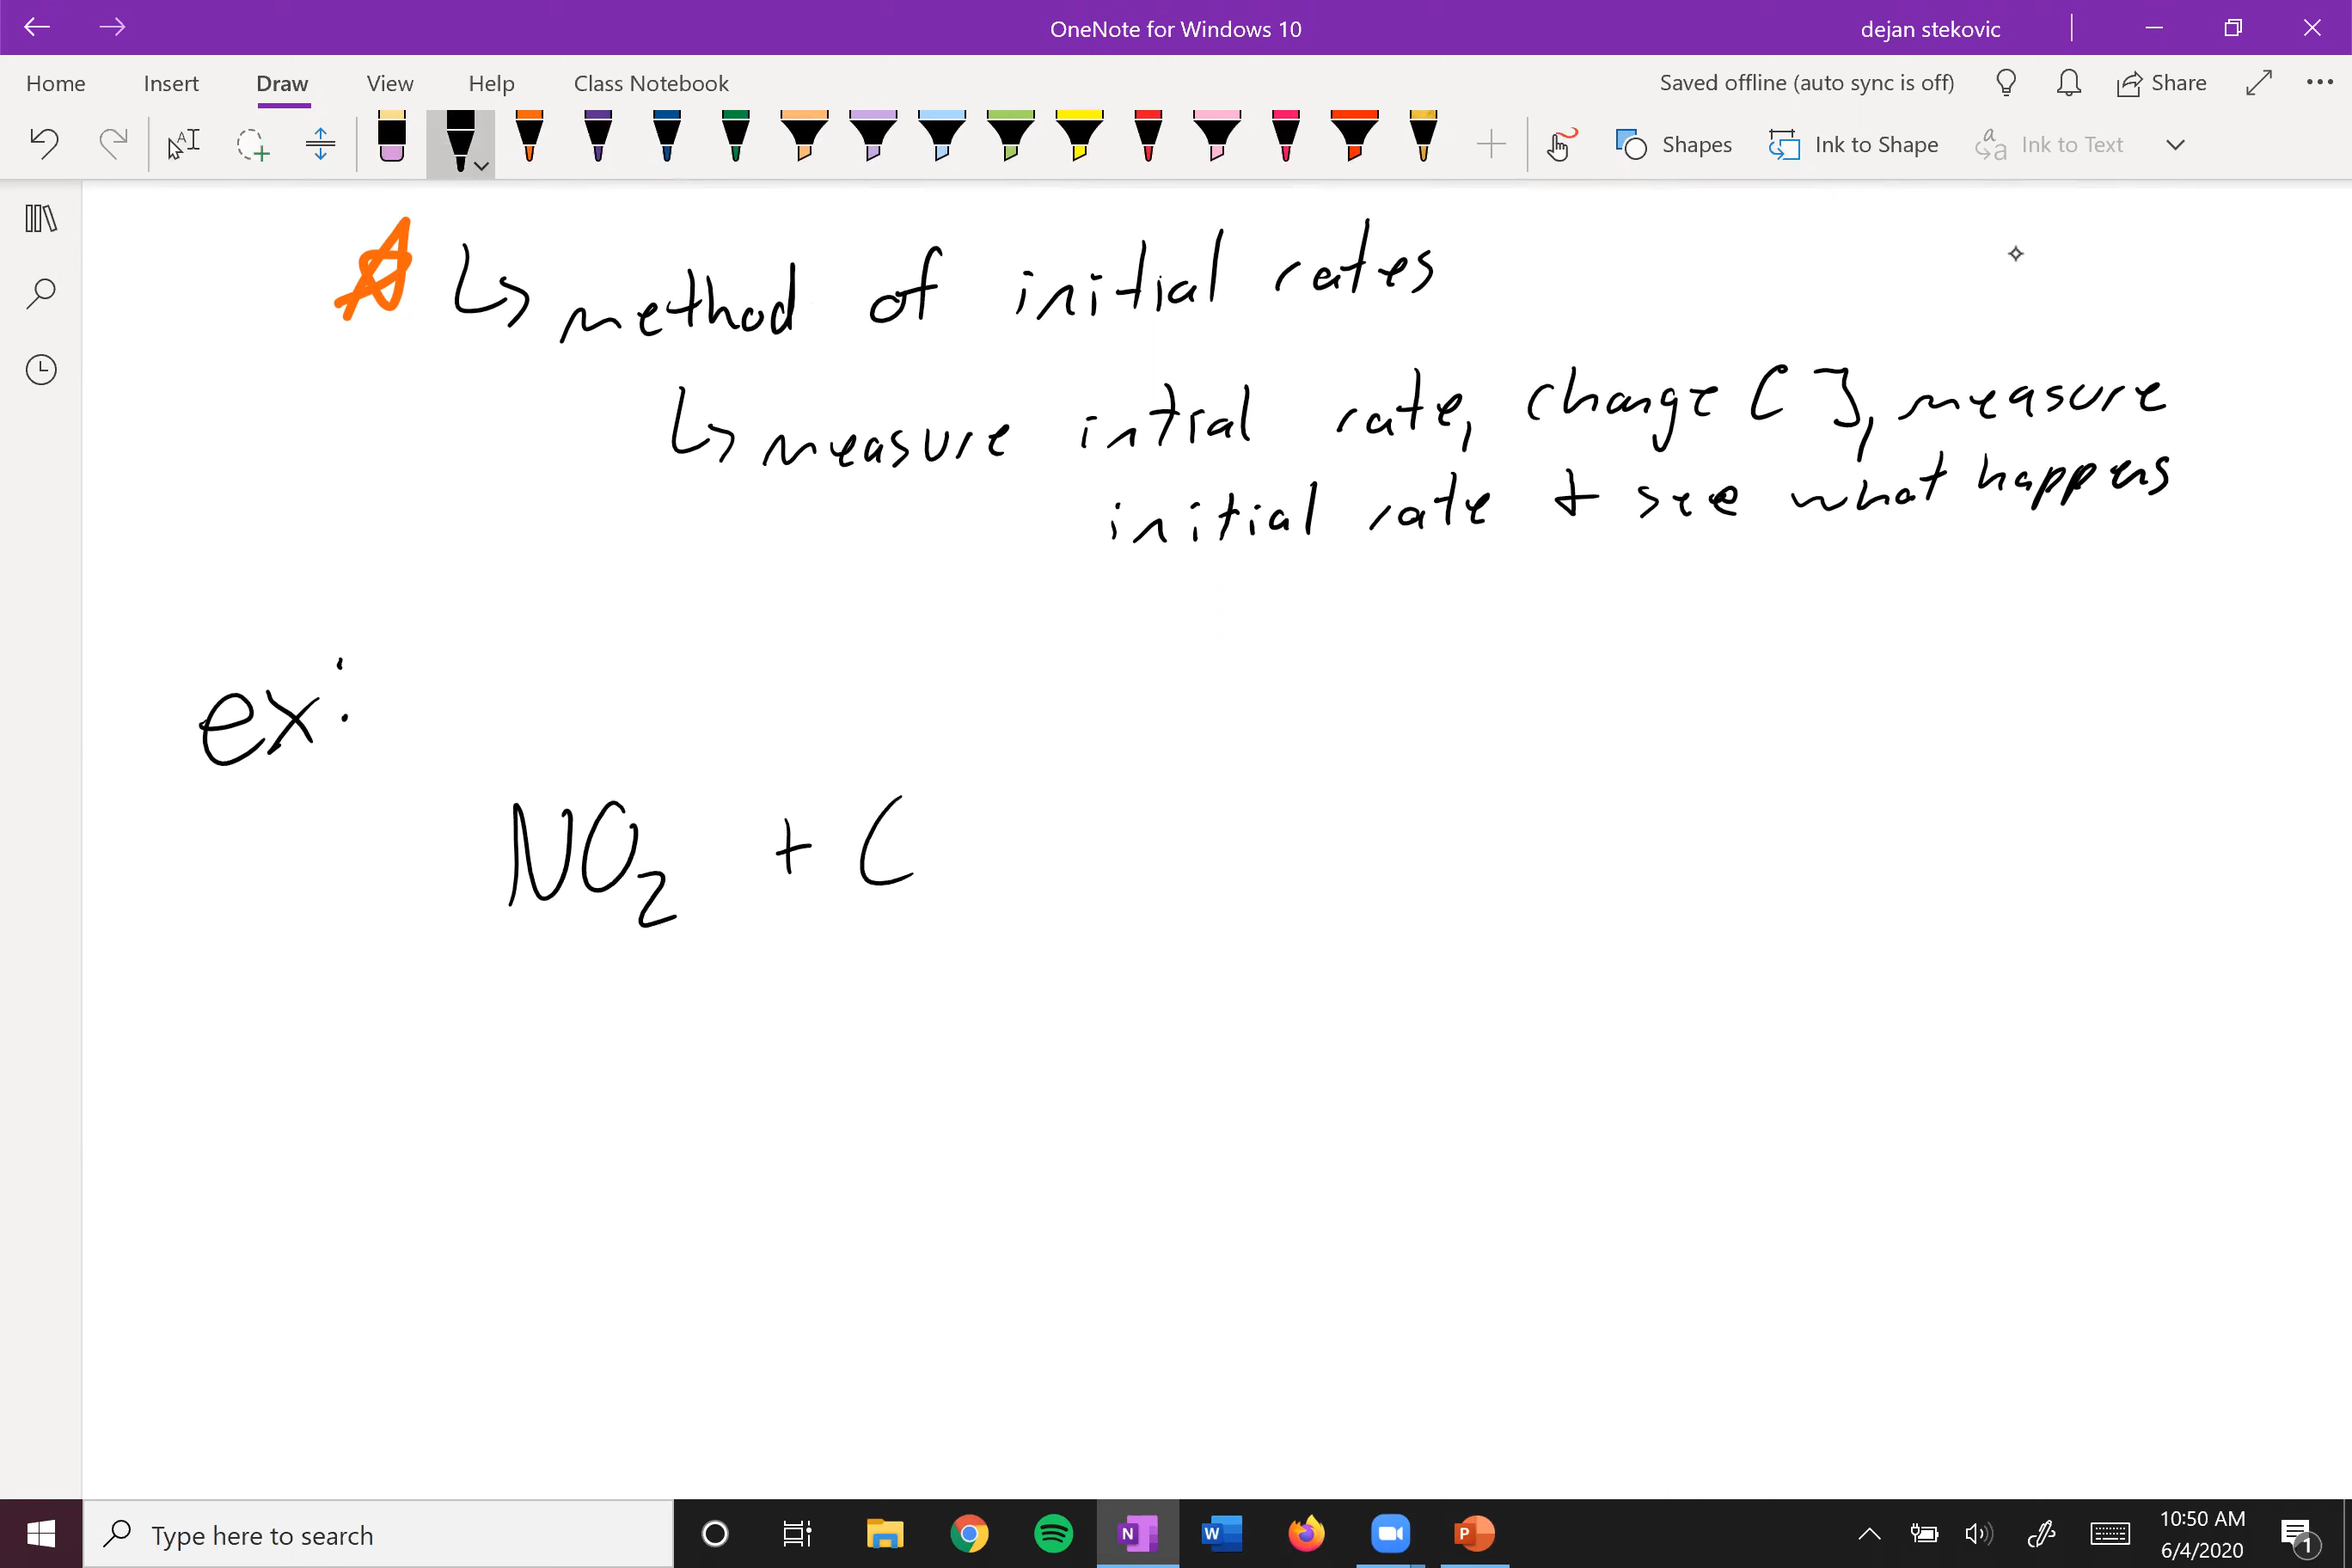 OneNote for Windows 10
dejan stekovic
Home Insert Draw View Help Class Notebook
Saved offline (auto sync is off) Share
Shapes Ink to Shape Ink to Text
↳ method of initial rates
↳ measure intial rate, change [ ], measure
initial rate + see what happens
ex:
NO₂ + C
Type here to search
10:50 AM
6/4/2020
1